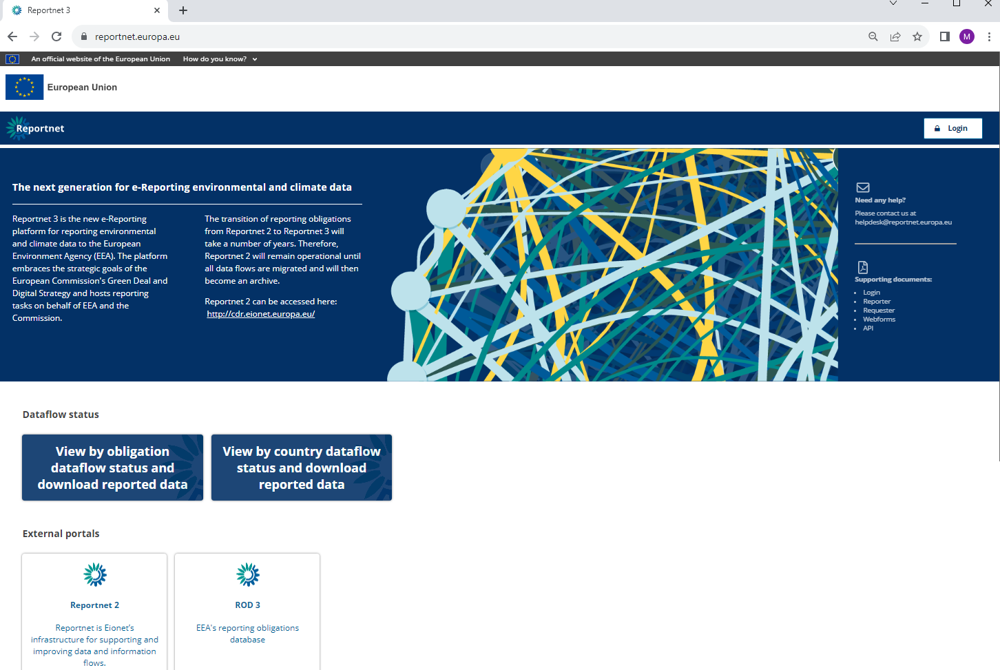 Reportnet 3
reportnet.europa.eu
M
An official website of the European Union
How do you know?
European Union
Reportnet
Login
The next generation for e-Reporting environmental and climate data
Reportnet 3 is the new e-Reporting
platform for reporting environmental
and climate data to the European
Environment Agency (EEA). The platform
embraces the strategic goals of the
European Commission's Green Deal and
Digital Strategy and hosts reporting
tasks on behalf of EEA and the
Commission.
The transition of reporting obligations
from Reportnet 2 to Reportnet 3 will
take a number of years. Therefore,
Reportnet 2 will remain operational until
all data flows are migrated and will then
become an archive.
Reportnet 2 can be accessed here:
http://cdr.eionet.europa.eu/
Need any help?
Please contact us at
helpdesk@reportnet.europa.eu
Supporting documents:
Login
Reporter
Requester
Webforms
API
Dataflow status
View by obligation
dataflow status and
download reported data
View by country dataflow
status and download
reported data
External portals
Reportnet 2
Reportnet is Eionet’s
infrastructure for supporting and
improving data and information
flows.
ROD 3
EEA's reporting obligations
database